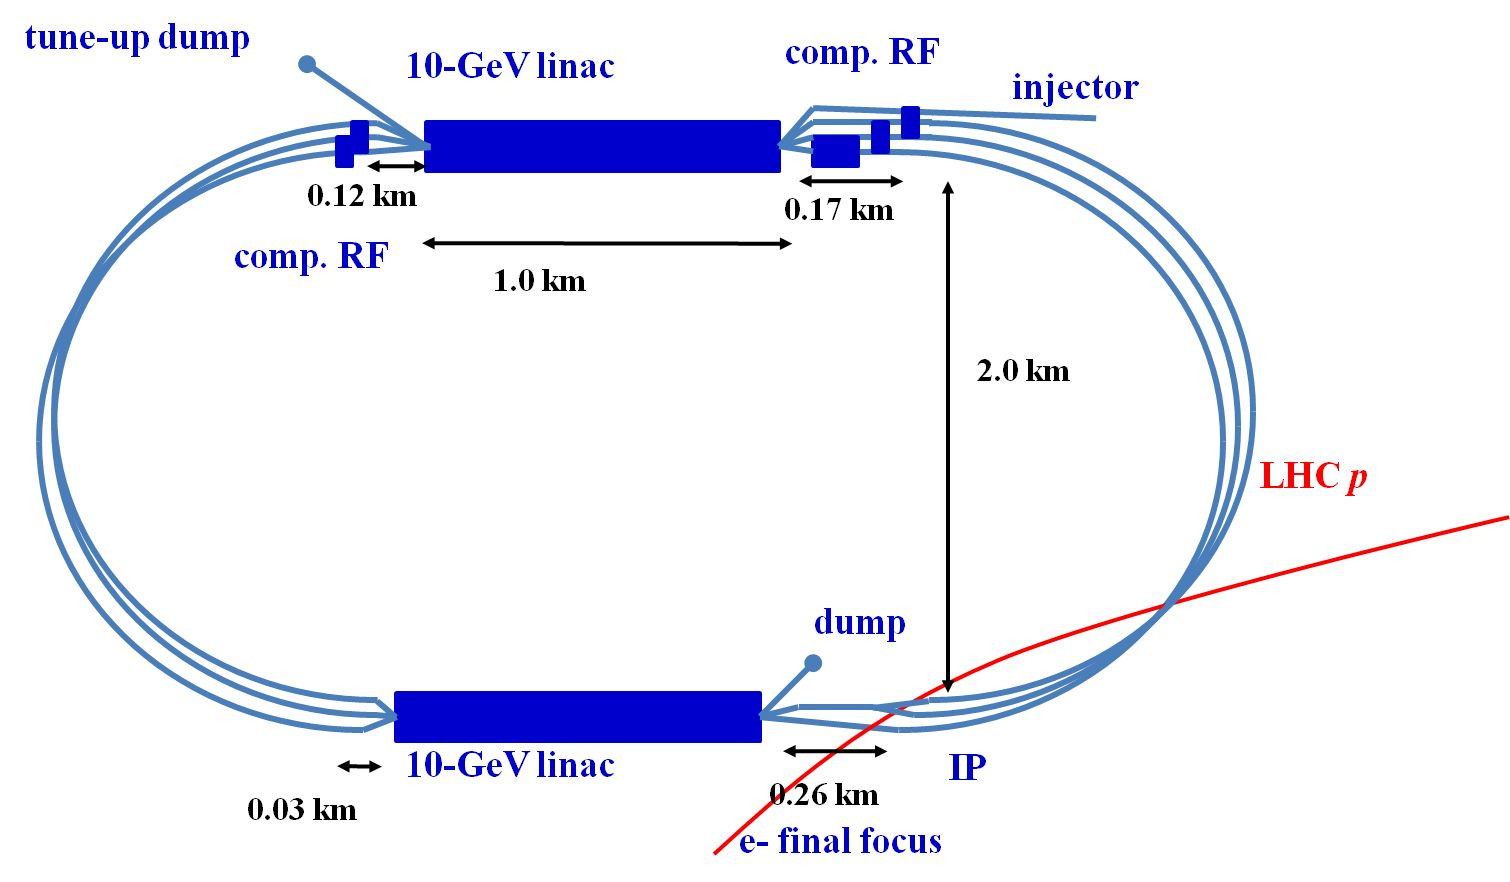 tune-up dump
10-GeV linac
comp. RF
injector
0.12 km
0.17 km
comp. RF
1.0 km
2.0 km
LHC p
dump
10-GeV linac
IP
0.03 km
0.26 km
e- final focus